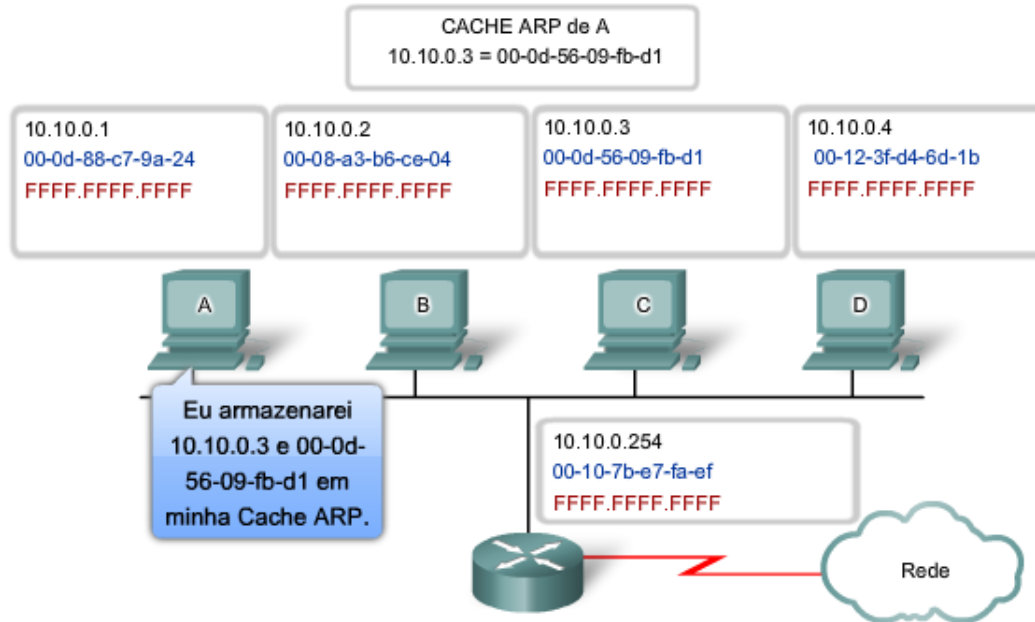 CACHE ARP de A
10.10.0.3 = 00-0d-56-09-fb-d1
10.10.0.1
00-0d-88-c7-9a-24
FFFF.FFFF.FFFF
10.10.0.2
00-08-a3-b6-ce-04
FFFF.FFFF.FFFF
10.10.0.3
00-0d-56-09-fb-d1
FFFF.FFFF.FFFF
10.10.0.4
00-12-3f-d4-6d-1b
FFFF.FFFF.FFFF
A
B
C
D
Eu armazenarei
10.10.0.3 e 00-0d-
56-09-fb-d1 em
minha Cache ARP.
10.10.0.254
00-10-7b-e7-fa-ef
FFFF.FFFF.FFFF
Rede